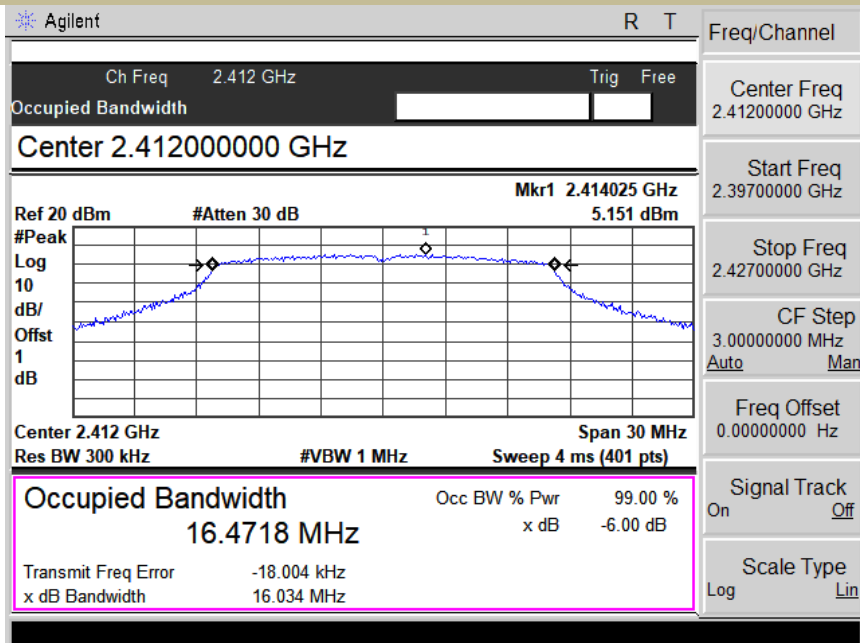 Agilent R T
Ch Freq 2.412 GHz Trig Free
Occupied Bandwidth
Center 2.412000000 GHz
Mkr1 2.414025 GHz
Ref 20 dBm #Atten 30 dB 5.151 dBm
#Peak
Log
10
dB/
Offst
1
dB
1
Center 2.412 GHz Span 30 MHz
Res BW 300 kHz #VBW 1 MHz Sweep 4 ms (401 pts)
Occupied Bandwidth
16.4718 MHz
Occ BW % Pwr 99.00 %
x dB -6.00 dB
Transmit Freq Error -18.004 kHz
x dB Bandwidth 16.034 MHz
Freq/Channel
Center Freq
2.41200000 GHz
Start Freq
2.39700000 GHz
Stop Freq
2.42700000 GHz
CF Step
3.00000000 MHz
Auto Man
Freq Offset
0.00000000 Hz
Signal Track
On Off
Scale Type
Log Lin